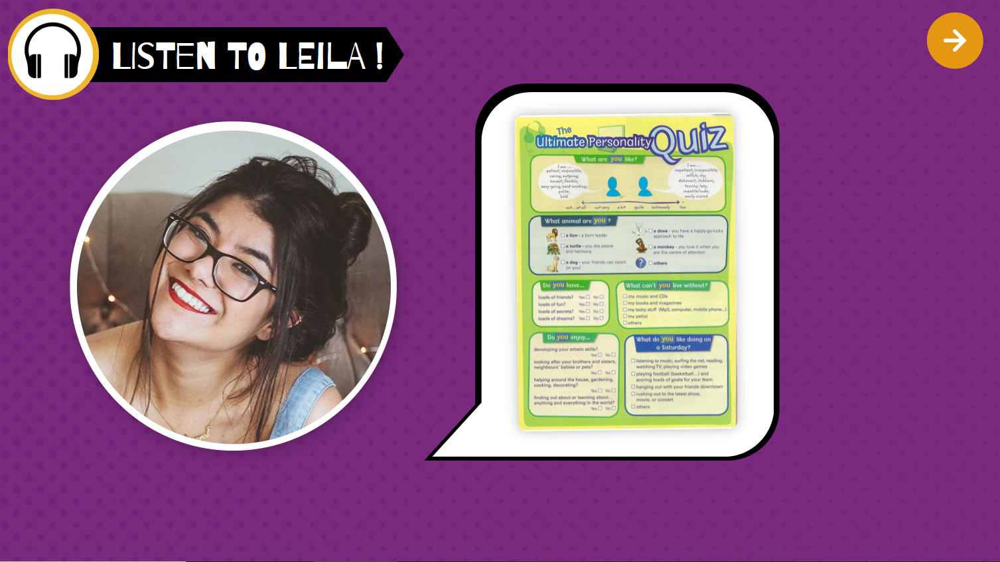 LISTEN TO LEILA !
The
Ultimate Personality Quiz
What are you like?
I am...
patient; responsible;
caring; outgoing;
honest; flexible;
easy-going; hard-working;
polite;
bold
I am...
impatient; irresponsible;
selfish; shy;
dishonest; stubborn;
touchy; lazy;
impolite/rude;
easily scared
not... at all not very a bit quite extremely too
What animal are you ?
a lion - a born leader
a turtle - you like peace
and harmony
a dog - your friends can count
on you!
a dove - you have a happy-go-lucky
approach to life
a monkey - you love it when you
are the centre of attention
? others
Do you have...
loads of friends? Yes No
loads of fun? Yes No
loads of secrets? Yes No
loads of dreams? Yes No
What can't you live without?
my music and CDs
my books and magazines
my techy stuff (Mp3, computer, mobile phone...)
my pet(s)
others
Do you enjoy...
developing your artistic skills?
Yes No
looking after your brothers and sisters,
neighbours' babies or pets?
Yes No
helping around the house, gardening,
cooking, decorating?
Yes No
finding out about or learning about...
anything and everything in the world?
Yes No
What do you like doing on
a Saturday?
listening to music, surfing the net, reading,
watching TV, playing video games
playing football (basketball...) and
scoring loads of goals for your team
hanging out with your friends downtown
rushing out to the latest show,
movie, or concert
others